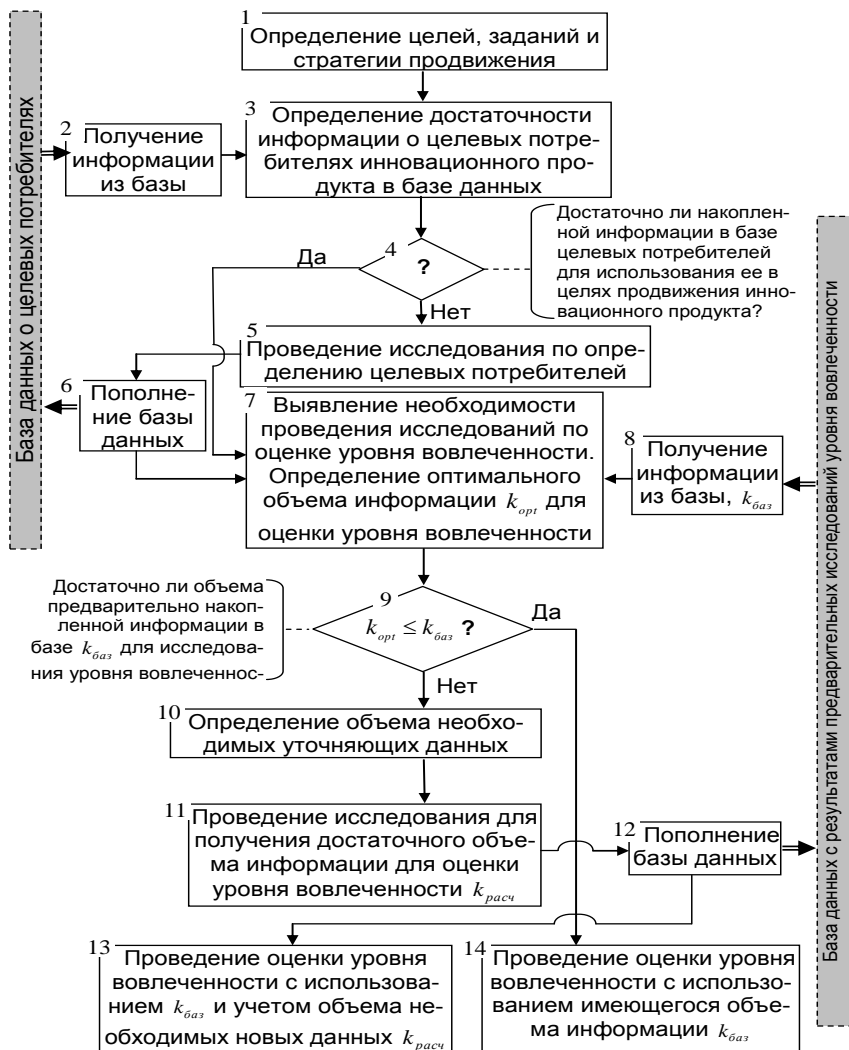 1
Определение целей, заданий и
стратегии продвижения
База данных о целевых потребителях
2
Получение
информации
из базы
3
Определение достаточности
информации о целевых потре-
бителях инновационного про-
дукта в базе данных
4
?
Да
Нет
Достаточно ли накоплен-
ной информации в базе
целевых потребителей
для использования ее в
целях продвижения инно-
вационного продукта?
5
Проведение исследования по опре-
делению целевых потребителей
6
Пополне-
ние базы
данных
7
Выявление необходимости
проведения исследований по
оценке уровня вовлеченности.
Определение оптимального
объема информации k_opt для
оценки уровня вовлеченности
8
Получение
информации
из базы, k_баз
База данных с результатами предварительных исследований уровня вовлеченности
Достаточно ли объема
предварительно накоп-
ленной информации в
базе k_баз для исследова-
ния уровня вовлеченнос-
9
k_opt ≤ k_баз ?
Да
Нет
10
Определение объема необхо-
димых уточняющих данных
11
Проведение исследования для
получения достаточного объе-
ма информации для оценки
уровня вовлеченности k_расч
12
Пополнение
базы данных
13
Проведение оценки уровня
вовлеченности с использова-
нием k_баз и учетом объема не-
обходимых новых данных k_расч
14
Проведение оценки уровня
вовлеченности с использо-
ванием имеющегося объе-
ма информации k_баз